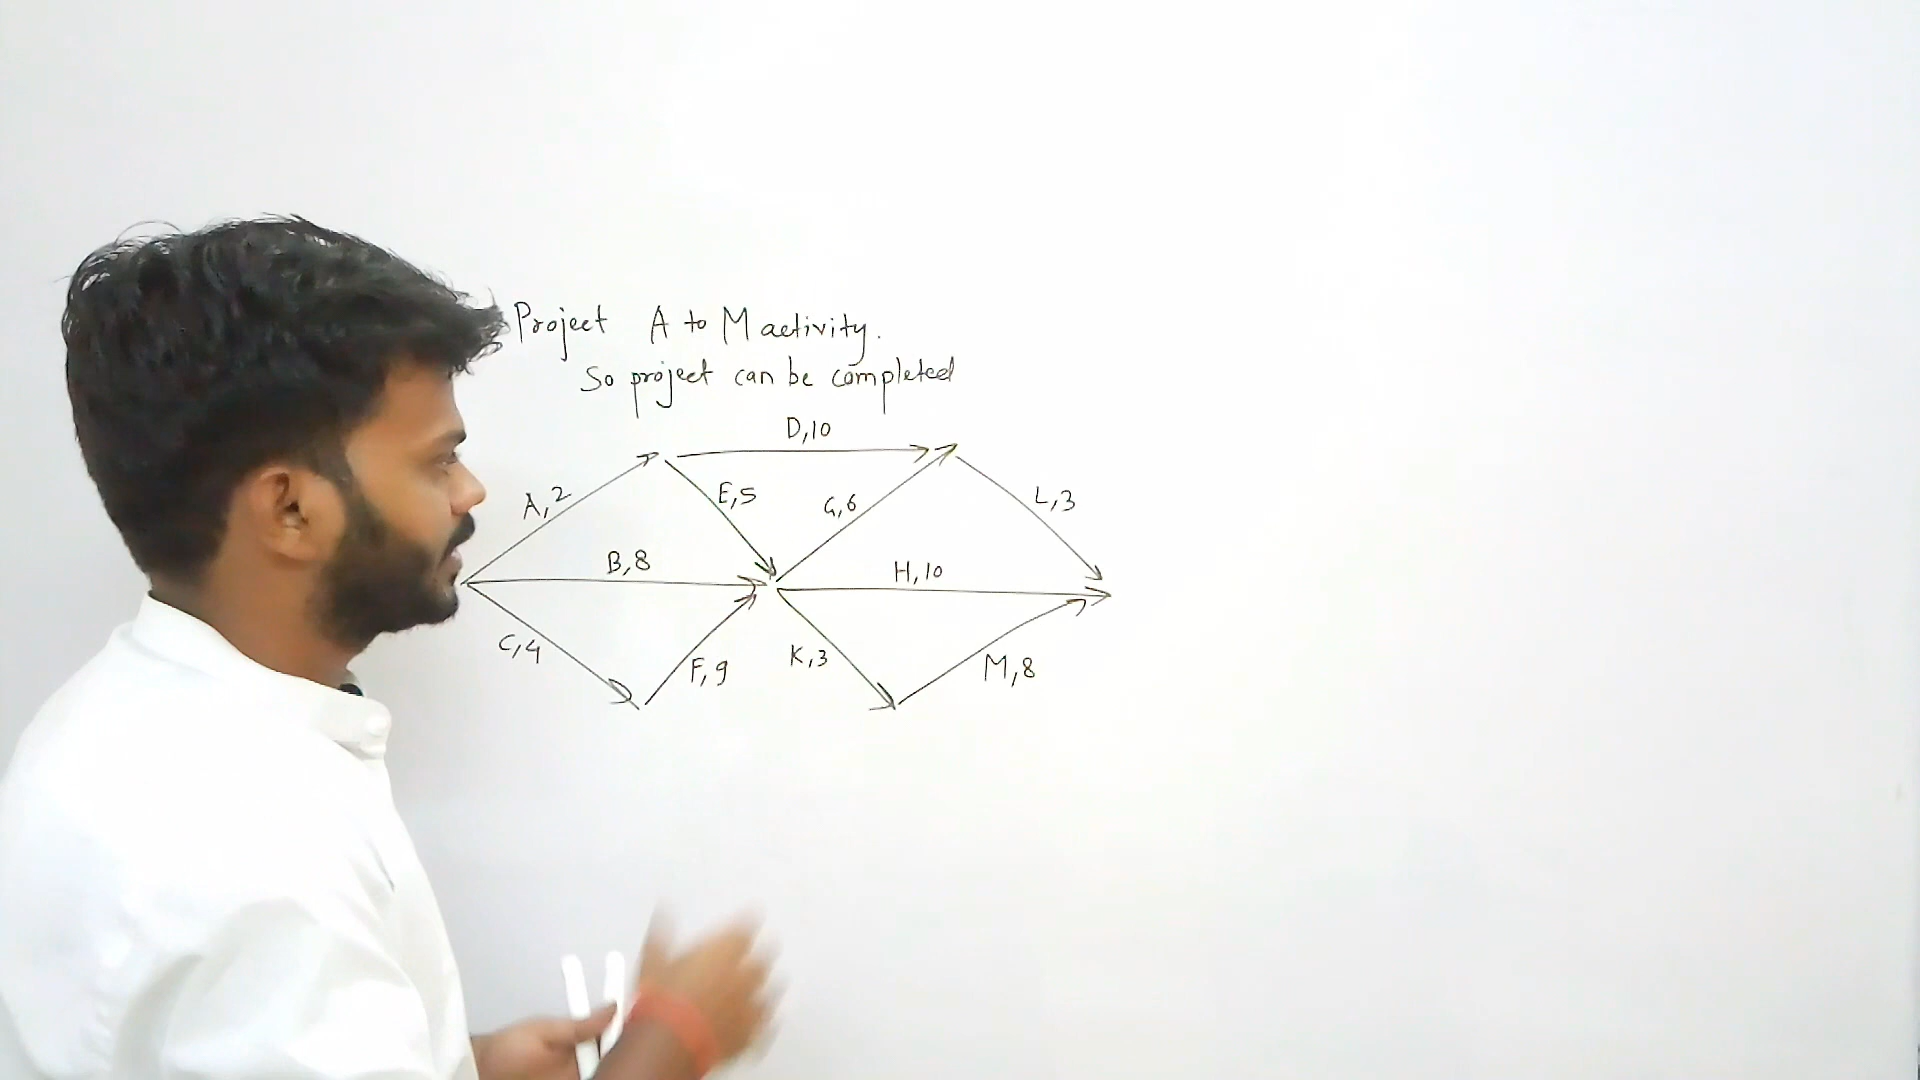 Project A to M activity.
So project can be completed
D,10
A,2
E,5
G,6
L,3
B,8
H,10
C,4
F,9
K,3
M,8